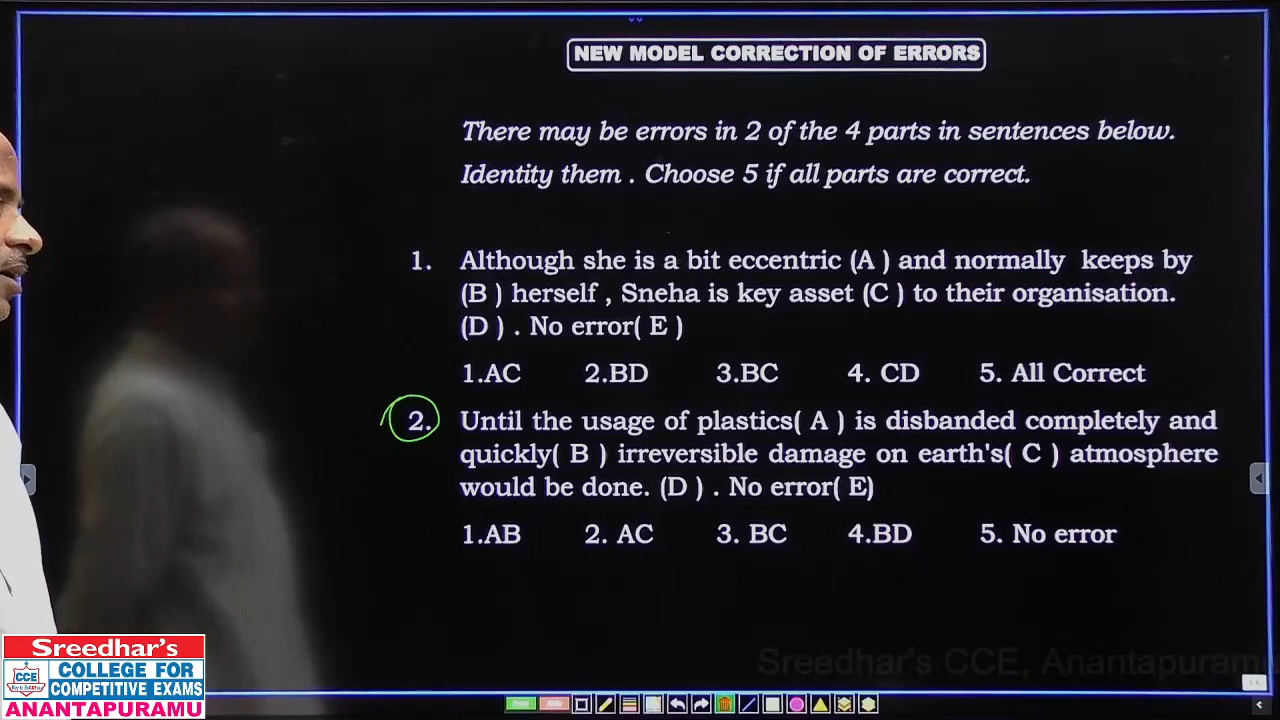 NEW MODEL CORRECTION OF ERRORS
There may be errors in 2 of the 4 parts in sentences below.
Identity them . Choose 5 if all parts are correct.
1. Although she is a bit eccentric (A ) and normally keeps by
(B ) herself , Sneha is key asset (C ) to their organisation.
(D ) . No error( E )
1.AC 2.BD 3.BC 4. CD 5. All Correct
2. Until the usage of plastics( A ) is disbanded completely and
quickly( B ) irreversible damage on earth's( C ) atmosphere
would be done. (D ) . No error( E)
1.AB 2. AC 3. BC 4.BD 5. No error
Sreedhar's CCE, Anantapuram
Sreedhar's
CCE
COLLEGE FOR
COMPETITIVE EXAMS
ANANTAPURAMU